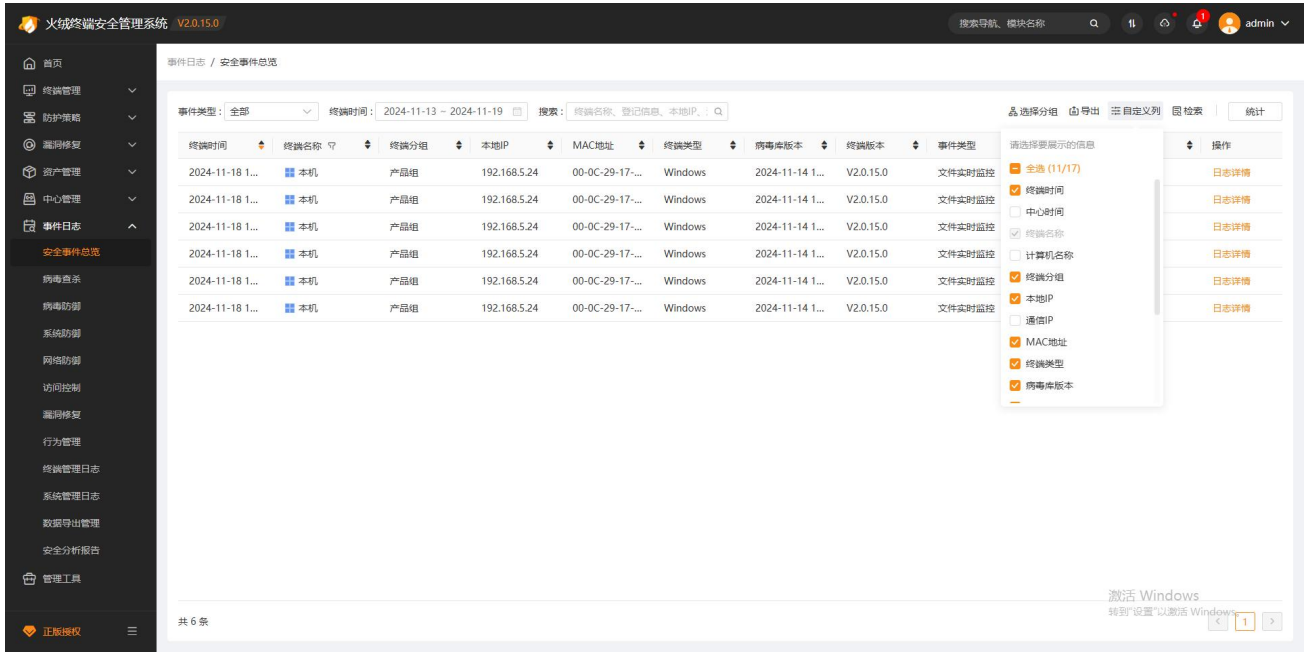 火绒终端安全管理系统 V2.0.15.0 搜索导航、模块名称 1 admin
首页
终端管理
防护策略
漏洞修复
资产管理
中心管理
事件日志
安全事件总览
病毒查杀
病毒防御
系统防御
网络防御
访问控制
漏洞修复
行为管理
终端管理日志
系统管理日志
数据导出管理
安全分析报告
管理工具
正版授权
事件日志 / 安全事件总览
事件类型: 全部 终端时间: 2024-11-13 ~ 2024-11-19 搜索: 终端名称、登记信息、本地IP、 选择分组 导出 自定义列 检索 统计
终端时间 终端名称 终端分组 本地IP MAC地址 终端类型 病毒库版本 终端版本 事件类型 操作
2024-11-18 1... 本机 产品组 192.168.5.24 00-0C-29-17-... Windows 2024-11-14 1... V2.0.15.0 文件实时监控 日志详情
2024-11-18 1... 本机 产品组 192.168.5.24 00-0C-29-17-... Windows 2024-11-14 1... V2.0.15.0 文件实时监控 日志详情
2024-11-18 1... 本机 产品组 192.168.5.24 00-0C-29-17-... Windows 2024-11-14 1... V2.0.15.0 文件实时监控 日志详情
2024-11-18 1... 本机 产品组 192.168.5.24 00-0C-29-17-... Windows 2024-11-14 1... V2.0.15.0 文件实时监控 日志详情
2024-11-18 1... 本机 产品组 192.168.5.24 00-0C-29-17-... Windows 2024-11-14 1... V2.0.15.0 文件实时监控 日志详情
2024-11-18 1... 本机 产品组 192.168.5.24 00-0C-29-17-... Windows 2024-11-14 1... V2.0.15.0 文件实时监控 日志详情
请选择要展示的信息
全选 (11/17)
终端时间
中心时间
终端名称
计算机名称
终端分组
本地IP
通信IP
MAC地址
终端类型
病毒库版本
激活 Windows
转到"设置"以激活 Windows。
共 6 条 1